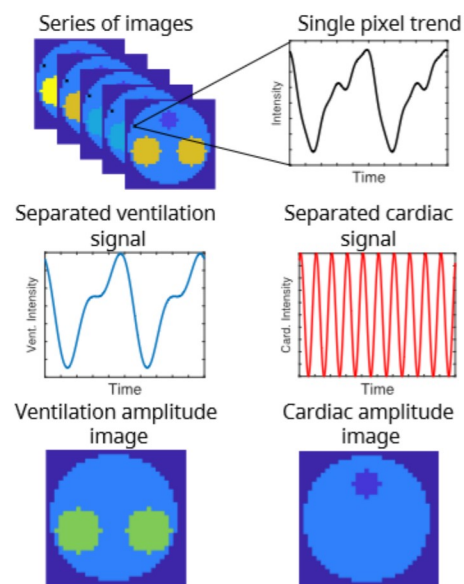 Series of images
Single pixel trend
Intensity
Time
Separated ventilation
signal
Separated cardiac
signal
Vent. Intensity
Time
Card. Intensity
Time
Ventilation amplitude
image
Cardiac amplitude
image